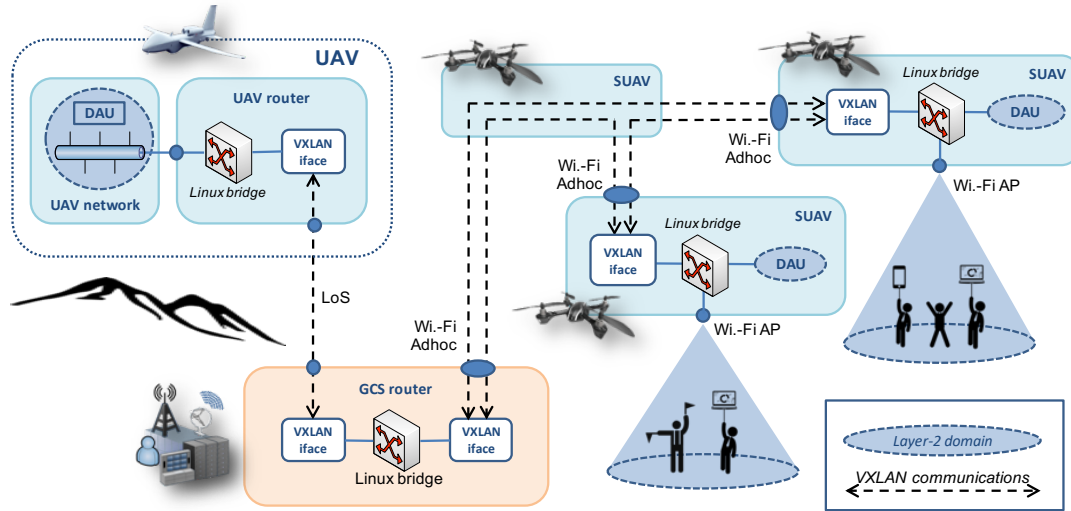 UAV
DAU
UAV network
UAV router
VXLAN
iface
Linux bridge
SUAV
SUAV
Linux bridge
VXLAN
iface
DAU
Wi.-Fi
Adhoc
Wi.-Fi AP
Wi.-Fi
Adhoc
SUAV
Linux bridge
VXLAN
iface
DAU
Wi.-Fi AP
LoS
Wi.-Fi
Adhoc
GCS router
VXLAN
iface
VXLAN
iface
Linux bridge
Layer-2 domain
VXLAN communications